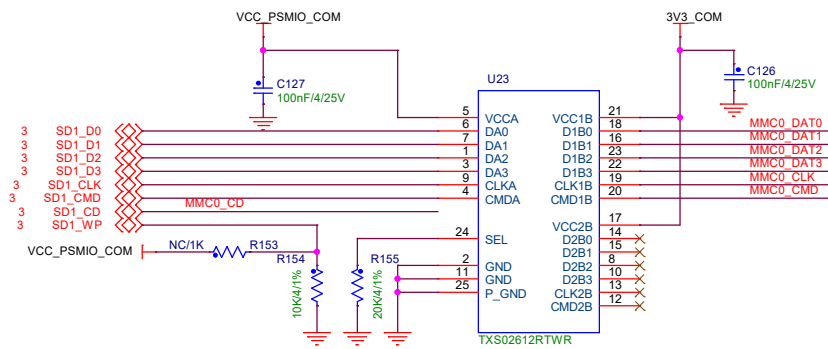 VCC_PSMIO_COM
3V3_COM
C127
100nF/4/25V
U23
C126
100nF/4/25V
3 SD1_D0
3 SD1_D1
3 SD1_D2
3 SD1_D3
3 SD1_CLK
3 SD1_CMD
3 SD1_CD
3 SD1_WP
MMC0_CD
VCC_PSMIO_COM
NC/1K
R153
R154
10K/4/1%
R155
20K/4/1%
5 VCCA
6 DA0
7 DA1
1 DA2
3 DA3
9 CLKA
4 CMDA
24 SEL
2 GND
11 GND
25 P_GND
VCC1B 21
D1B0 18 MMC0_DAT0
D1B1 16 MMC0_DAT1
D1B2 23 MMC0_DAT2
D1B3 22 MMC0_DAT3
CLK1B 19 MMC0_CLK
CMD1B 20 MMC0_CMD
VCC2B 17
D2B0 14
D2B1 15
D2B2 8
D2B3 10
CLK2B 13
CMD2B 12
TXS02612RTWR